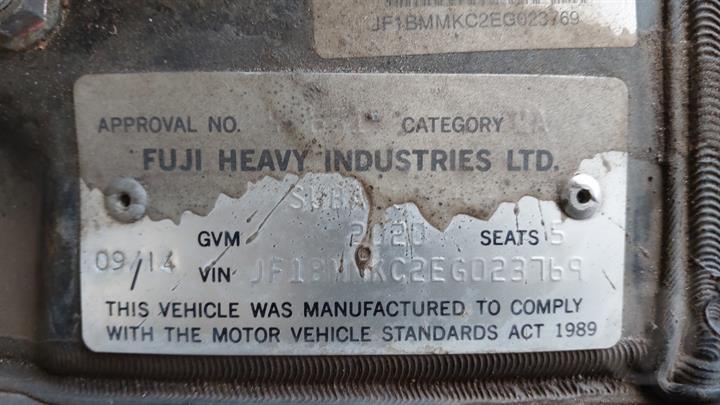 JF1BMMKC2EG023769
APPROVAL NO. CATEGORY
FUJI HEAVY INDUSTRIES LTD.
GVM 2020 SEATS 5
09/14 VIN JF1BMMKC2EG023769
THIS VEHICLE WAS MANUFACTURED TO COMPLY
WITH THE MOTOR VEHICLE STANDARDS ACT 1989